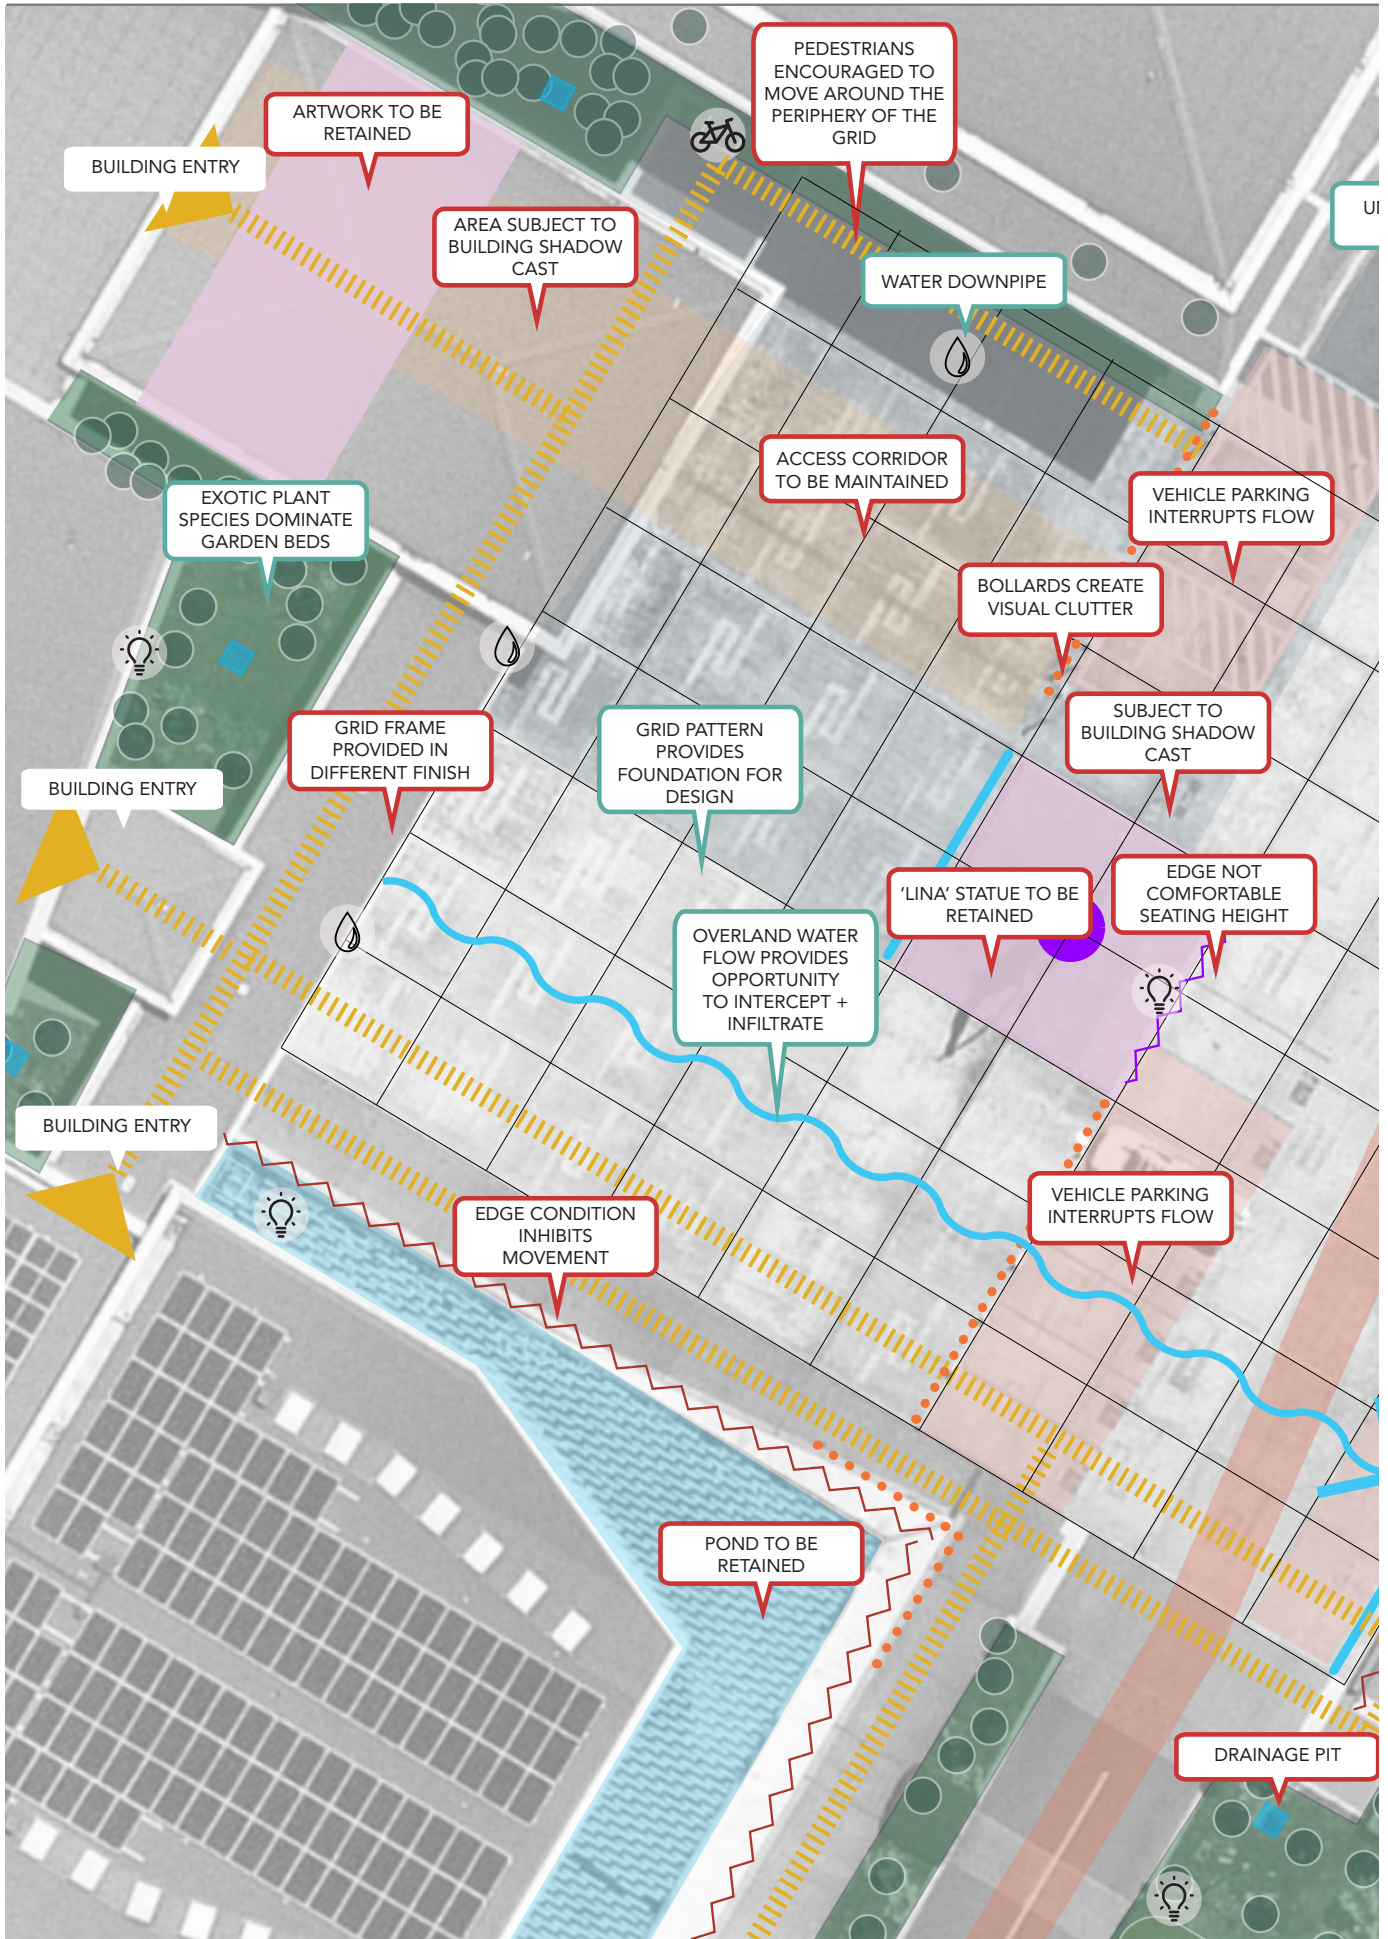 PEDESTRIANS
ENCOURAGED TO
MOVE AROUND THE
PERIPHERY OF THE
GRID
ARTWORK TO BE
RETAINED
BUILDING ENTRY
AREA SUBJECT TO
BUILDING SHADOW
CAST
WATER DOWNPIPE
ACCESS CORRIDOR
TO BE MAINTAINED
VEHICLE PARKING
INTERRUPTS FLOW
EXOTIC PLANT
SPECIES DOMINATE
GARDEN BEDS
BOLLARDS CREATE
VISUAL CLUTTER
GRID FRAME
PROVIDED IN
DIFFERENT FINISH
GRID PATTERN
PROVIDES
FOUNDATION FOR
DESIGN
SUBJECT TO
BUILDING SHADOW
CAST
BUILDING ENTRY
'LINA' STATUE TO BE
RETAINED
EDGE NOT
COMFORTABLE
SEATING HEIGHT
OVERLAND WATER
FLOW PROVIDES
OPPORTUNITY
TO INTERCEPT +
INFILTRATE
BUILDING ENTRY
EDGE CONDITION
INHIBITS
MOVEMENT
VEHICLE PARKING
INTERRUPTS FLOW
POND TO BE
RETAINED
DRAINAGE PIT